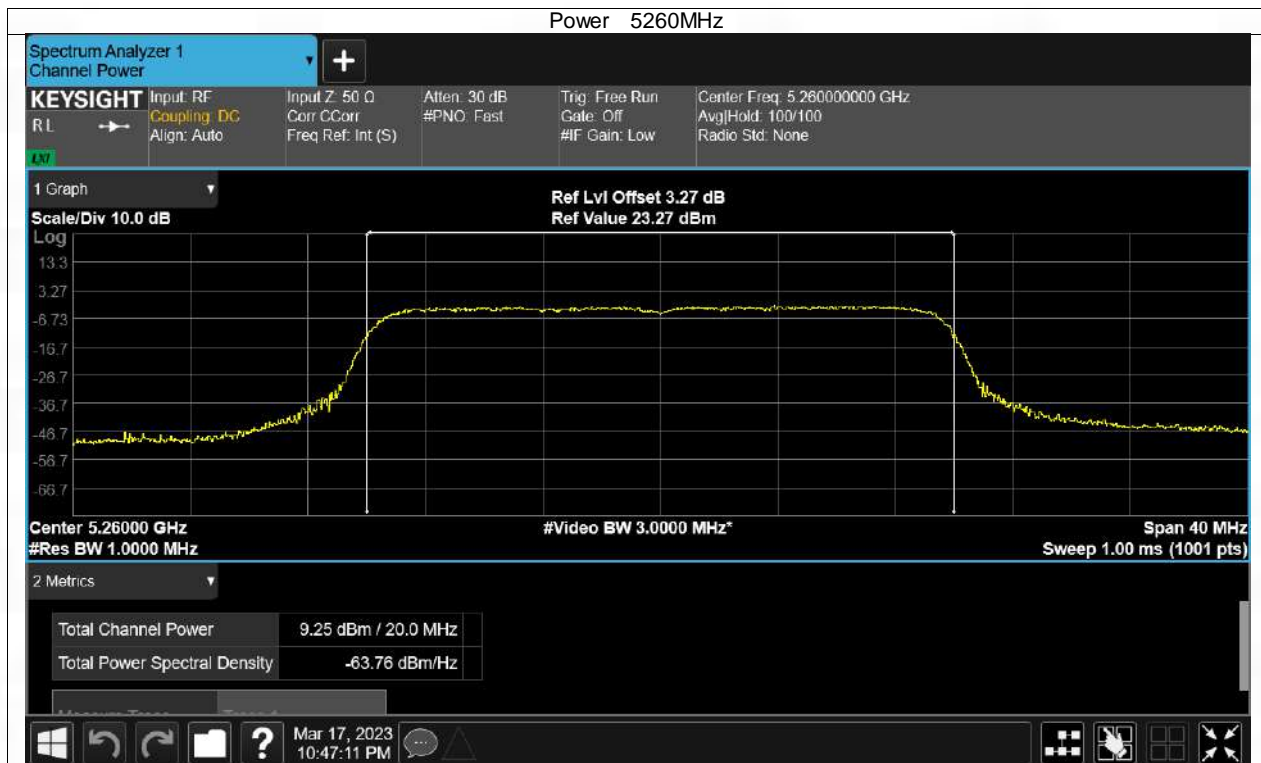 Power 5260MHz
Spectrum Analyzer 1
Channel Power
+
KEYSIGHT
RL
LXI
Input: RF
Coupling: DC
Align: Auto
Input Z: 50 Ω
Corr CCorr
Freq Ref: Int (S)
Atten: 30 dB
#PNO: Fast
Trig: Free Run
Gate: Off
#IF Gain: Low
Center Freq: 5.260000000 GHz
Avg|Hold: 100/100
Radio Std: None
1 Graph
Ref Lvl Offset 3.27 dB
Scale/Div 10.0 dB
Ref Value 23.27 dBm
Log
13.3
3.27
-6.73
-16.7
-26.7
-36.7
-46.7
-56.7
-66.7
Center 5.26000 GHz
#Video BW 3.0000 MHz*
Span 40 MHz
#Res BW 1.0000 MHz
Sweep 1.00 ms (1001 pts)
2 Metrics
Total Channel Power 9.25 dBm / 20.0 MHz
Total Power Spectral Density -63.76 dBm/Hz
?
Mar 17, 2023
10:47:11 PM